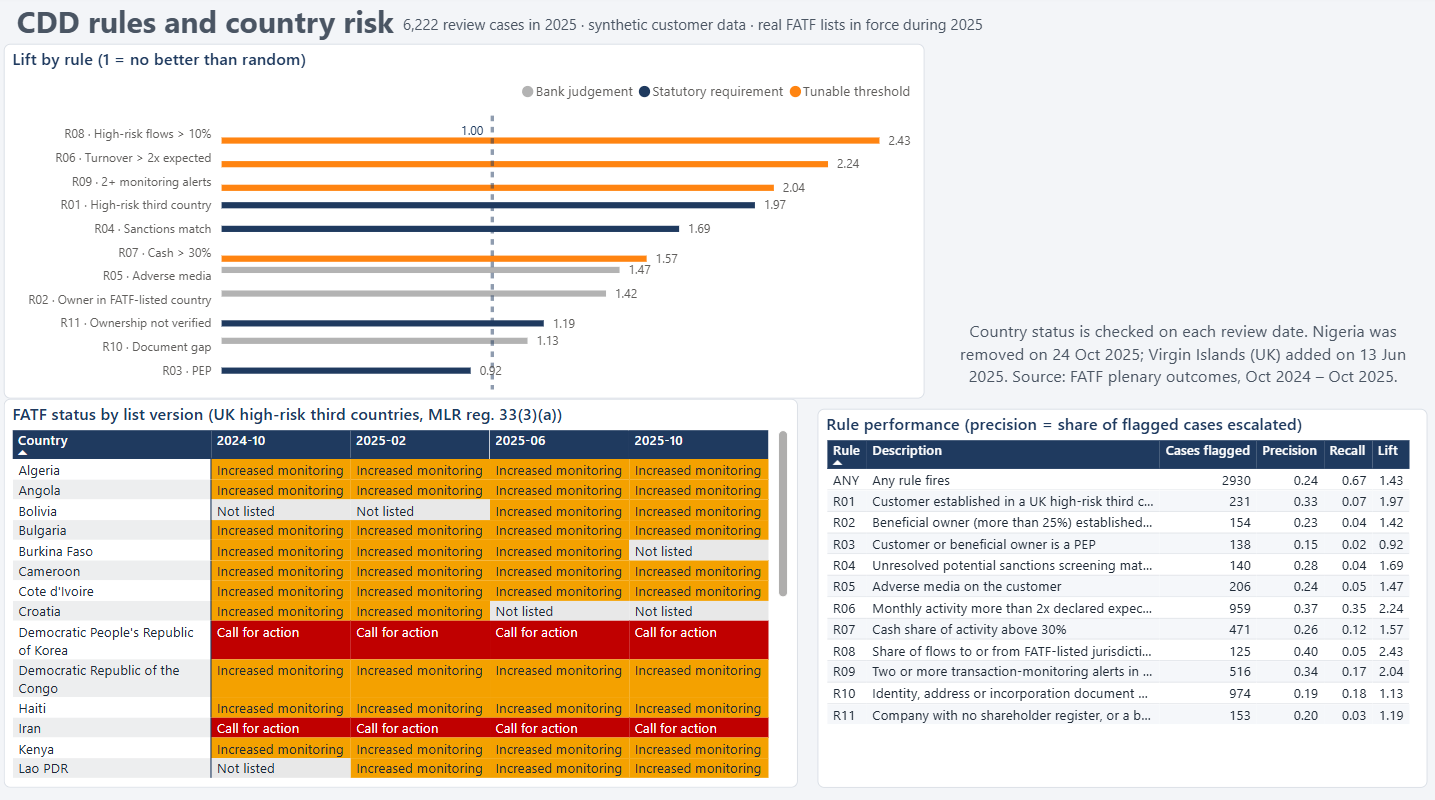 CDD rules and country risk 6,222 review cases in 2025 · synthetic customer data · real FATF lists in force during 2025
Lift by rule (1 = no better than random)
Bank judgement Statutory requirement Tunable threshold
1.00
R08 · High-risk flows > 10% 2.43
R06 · Turnover > 2x expected 2.24
R09 · 2+ monitoring alerts 2.04
R01 · High-risk third country 1.97
R04 · Sanctions match 1.69
R07 · Cash > 30% 1.57
R05 · Adverse media 1.47
R02 · Owner in FATF-listed country 1.42
R11 · Ownership not verified 1.19
R10 · Document gap 1.13
R03 · PEP 0.92
Country status is checked on each review date. Nigeria was
removed on 24 Oct 2025; Virgin Islands (UK) added on 13 Jun
2025. Source: FATF plenary outcomes, Oct 2024 – Oct 2025.
FATF status by list version (UK high-risk third countries, MLR reg. 33(3)(a))
Country 2024-10 2025-02 2025-06 2025-10
Algeria Increased monitoring Increased monitoring Increased monitoring Increased monitoring
Angola Increased monitoring Increased monitoring Increased monitoring Increased monitoring
Bolivia Not listed Not listed Increased monitoring Increased monitoring
Bulgaria Increased monitoring Increased monitoring Increased monitoring Increased monitoring
Burkina Faso Increased monitoring Increased monitoring Increased monitoring Not listed
Cameroon Increased monitoring Increased monitoring Increased monitoring Increased monitoring
Cote d'Ivoire Increased monitoring Increased monitoring Increased monitoring Increased monitoring
Croatia Increased monitoring Increased monitoring Not listed Not listed
Democratic People's Republic Call for action Call for action Call for action Call for action
of Korea
Democratic Republic of the Increased monitoring Increased monitoring Increased monitoring Increased monitoring
Congo
Haiti Increased monitoring Increased monitoring Increased monitoring Increased monitoring
Iran Call for action Call for action Call for action Call for action
Kenya Increased monitoring Increased monitoring Increased monitoring Increased monitoring
Lao PDR Not listed Increased monitoring Increased monitoring Increased monitoring
Rule performance (precision = share of flagged cases escalated)
Rule Description Cases flagged Precision Recall Lift
ANY Any rule fires 2930 0.24 0.67 1.43
R01 Customer established in a UK high-risk third c... 231 0.33 0.07 1.97
R02 Beneficial owner (more than 25%) established... 154 0.23 0.04 1.42
R03 Customer or beneficial owner is a PEP 138 0.15 0.02 0.92
R04 Unresolved potential sanctions screening mat... 140 0.28 0.04 1.69
R05 Adverse media on the customer 206 0.24 0.05 1.47
R06 Monthly activity more than 2x declared expec... 959 0.37 0.35 2.24
R07 Cash share of activity above 30% 471 0.26 0.12 1.57
R08 Share of flows to or from FATF-listed jurisdicti... 125 0.40 0.05 2.43
R09 Two or more transaction-monitoring alerts in ... 516 0.34 0.17 2.04
R10 Identity, address or incorporation document ... 974 0.19 0.18 1.13
R11 Company with no shareholder register, or a b... 153 0.20 0.03 1.19